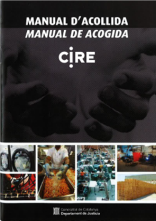 MANUAL D'ACOLLIDA
MANUAL DE ACOGIDA
CiRE
Generalitat de Catalunya
Departament de Justícia